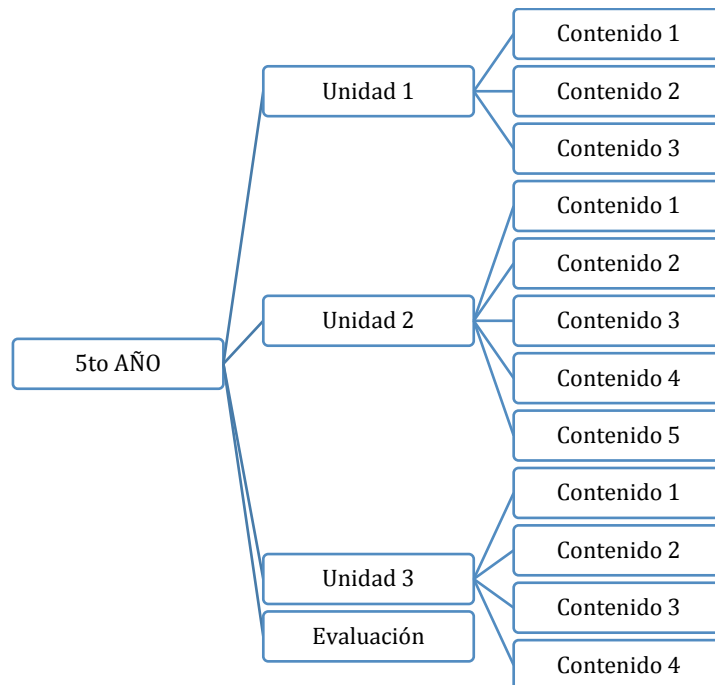 5to AÑO
Unidad 1
Contenido 1
Contenido 2
Contenido 3
Unidad 2
Contenido 1
Contenido 2
Contenido 3
Contenido 4
Contenido 5
Unidad 3
Contenido 1
Contenido 2
Contenido 3
Contenido 4
Evaluación